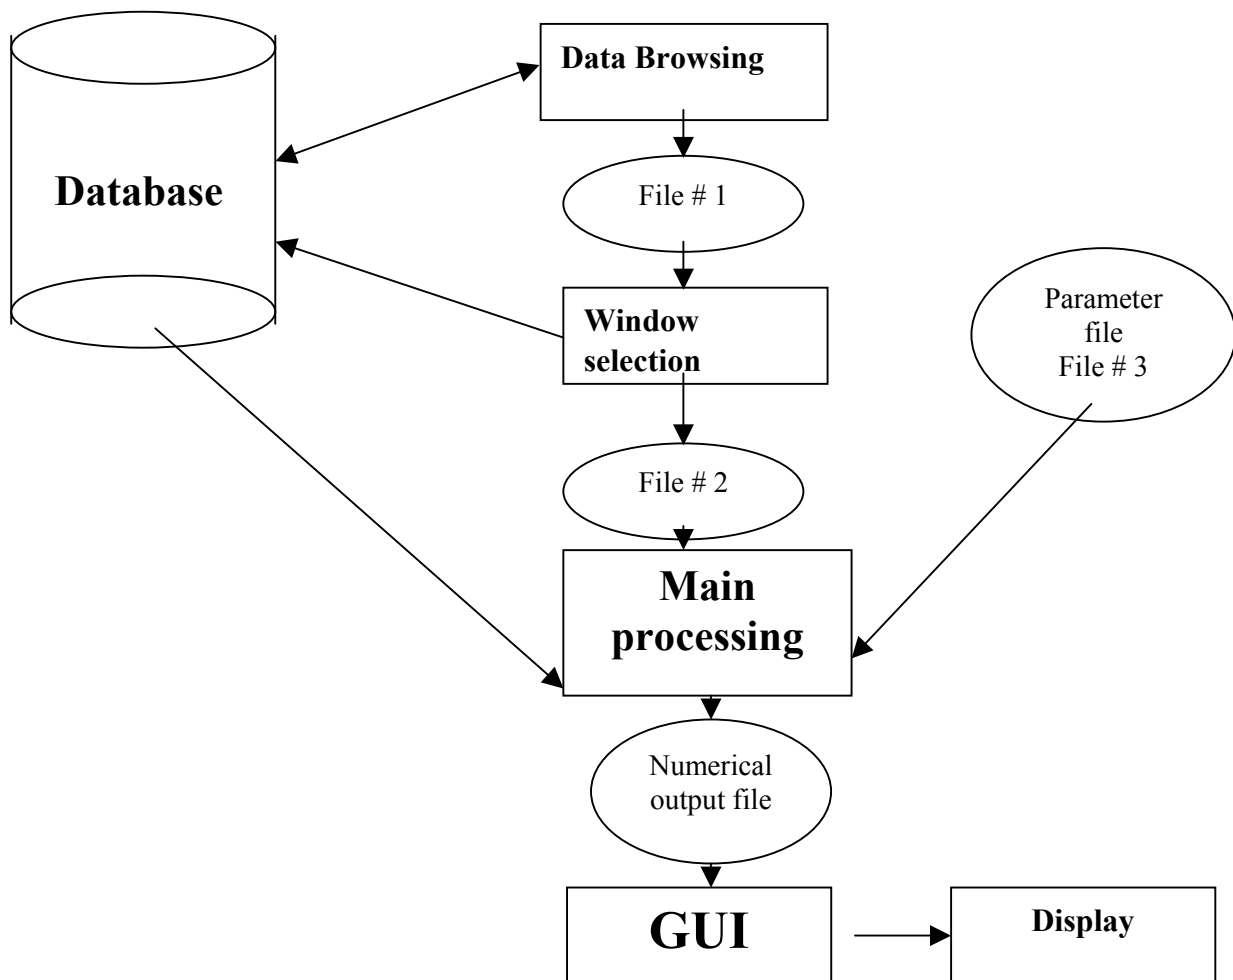 Data Browsing
Database
File # 1
Window
selection
Parameter
file
File # 3
File # 2
Main
processing
Numerical
output file
GUI
Display